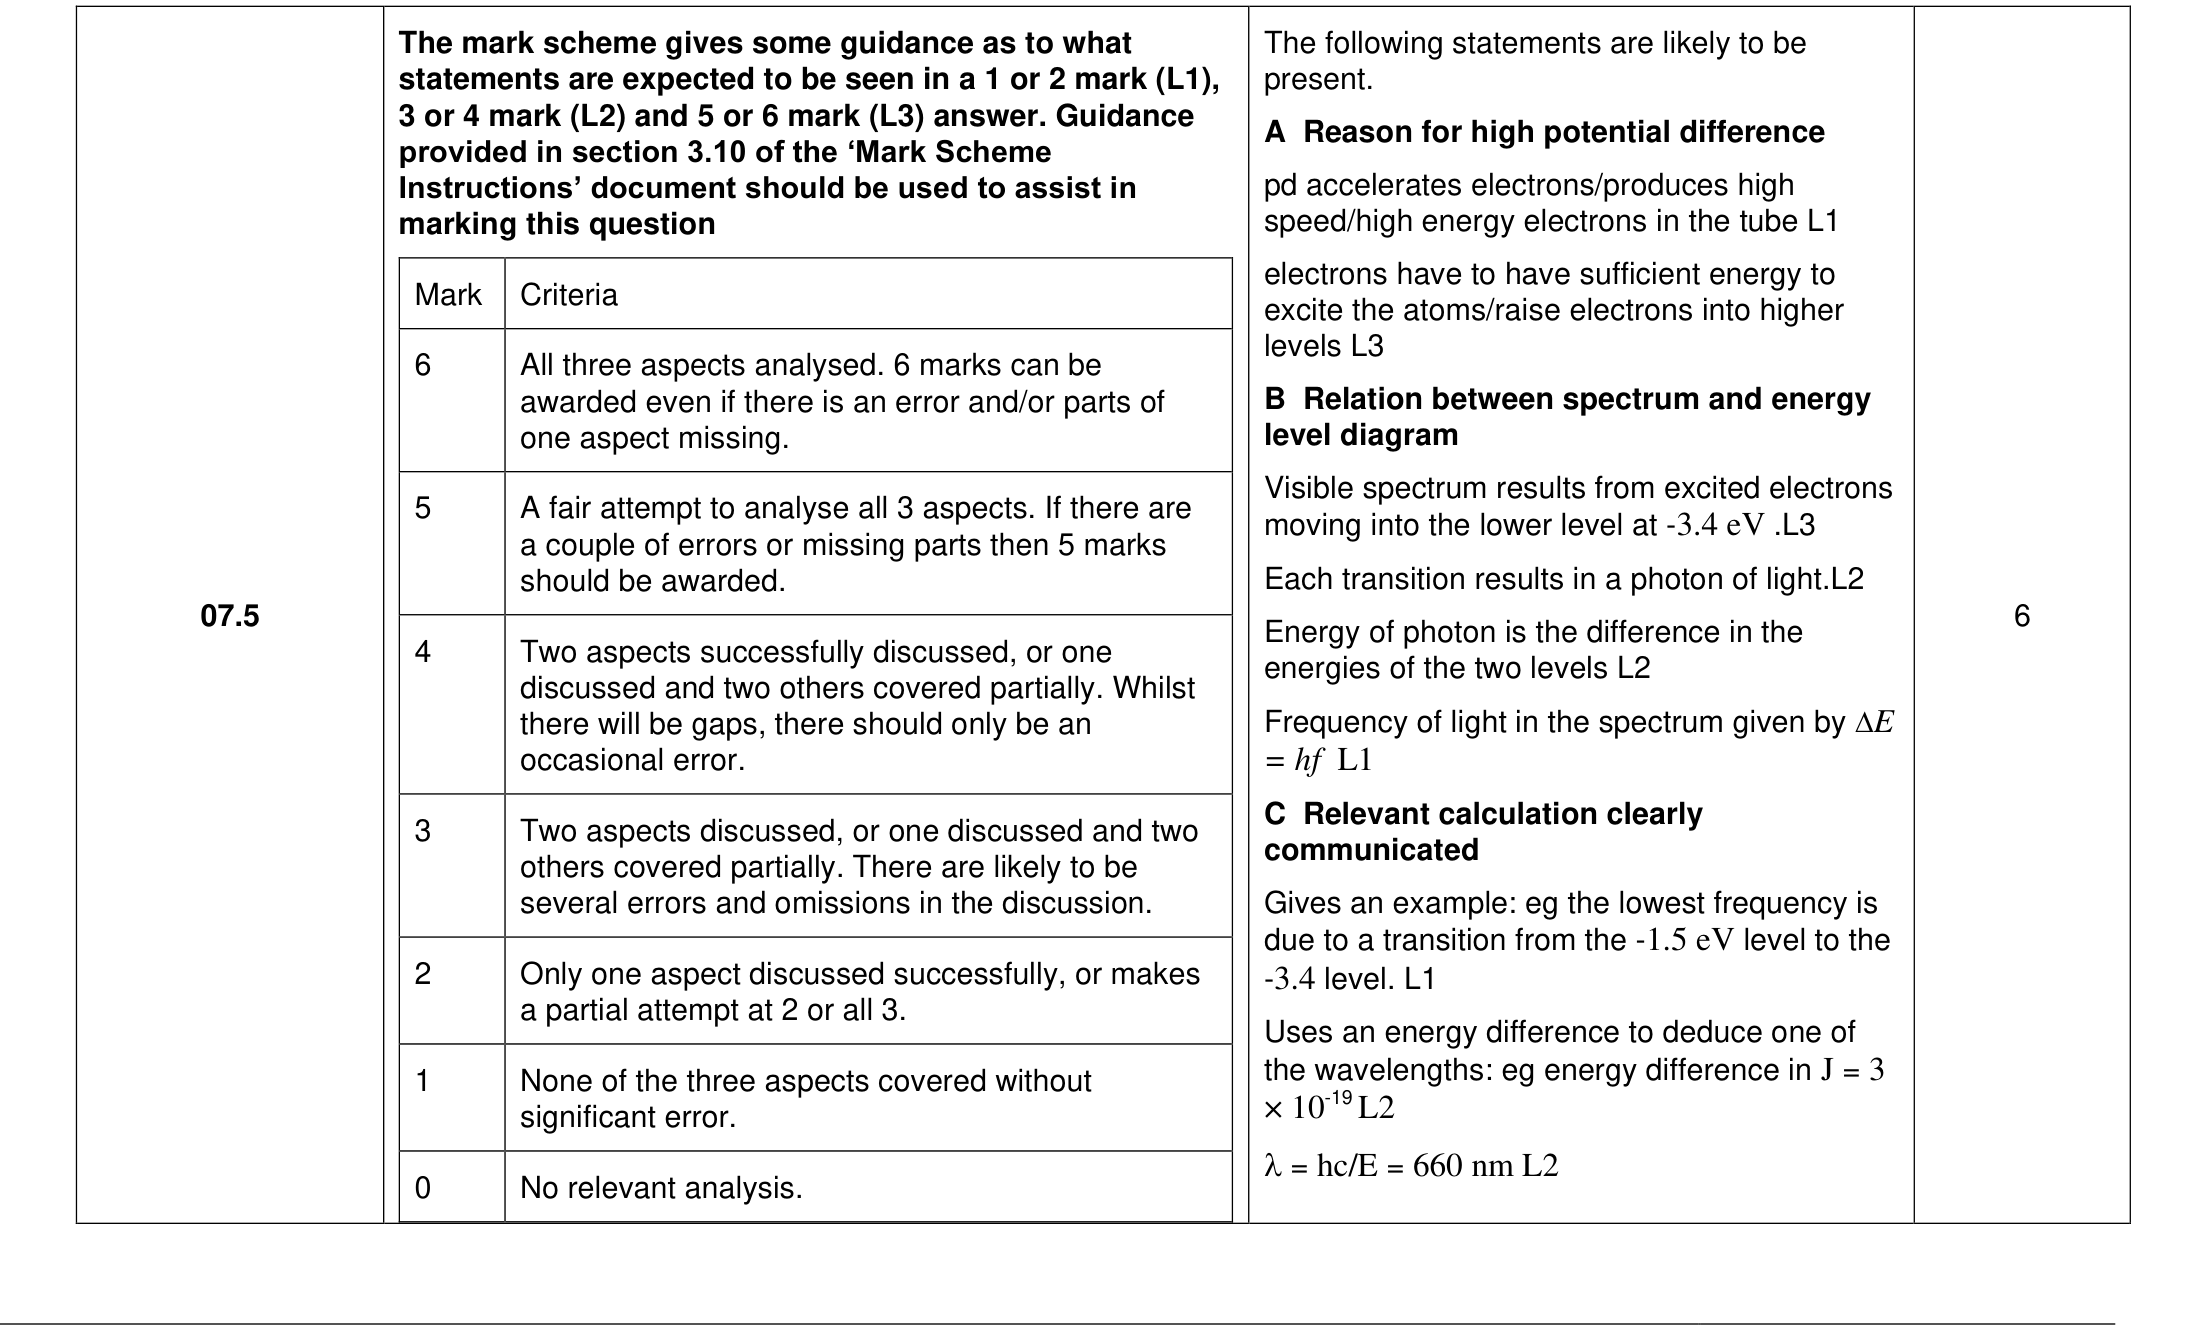 07.5
The mark scheme gives some guidance as to what
statements are expected to be seen in a 1 or 2 mark (L1),
3 or 4 mark (L2) and 5 or 6 mark (L3) answer. Guidance
provided in section 3.10 of the ‘Mark Scheme
Instructions’ document should be used to assist in
marking this question
Mark Criteria
6 All three aspects analysed. 6 marks can be
awarded even if there is an error and/or parts of
one aspect missing.
5 A fair attempt to analyse all 3 aspects. If there are
a couple of errors or missing parts then 5 marks
should be awarded.
4 Two aspects successfully discussed, or one
discussed and two others covered partially. Whilst
there will be gaps, there should only be an
occasional error.
3 Two aspects discussed, or one discussed and two
others covered partially. There are likely to be
several errors and omissions in the discussion.
2 Only one aspect discussed successfully, or makes
a partial attempt at 2 or all 3.
1 None of the three aspects covered without
significant error.
0 No relevant analysis.
The following statements are likely to be
present.
A Reason for high potential difference
pd accelerates electrons/produces high
speed/high energy electrons in the tube L1
electrons have to have sufficient energy to
excite the atoms/raise electrons into higher
levels L3
B Relation between spectrum and energy
level diagram
Visible spectrum results from excited electrons
moving into the lower level at -3.4 eV .L3
Each transition results in a photon of light.L2
Energy of photon is the difference in the
energies of the two levels L2
Frequency of light in the spectrum given by ΔE
= hf L1
C Relevant calculation clearly
communicated
Gives an example: eg the lowest frequency is
due to a transition from the -1.5 eV level to the
-3.4 level. L1
Uses an energy difference to deduce one of
the wavelengths: eg energy difference in J = 3
× 10⁻¹⁹ L2
λ = hc/E = 660 nm L2
6